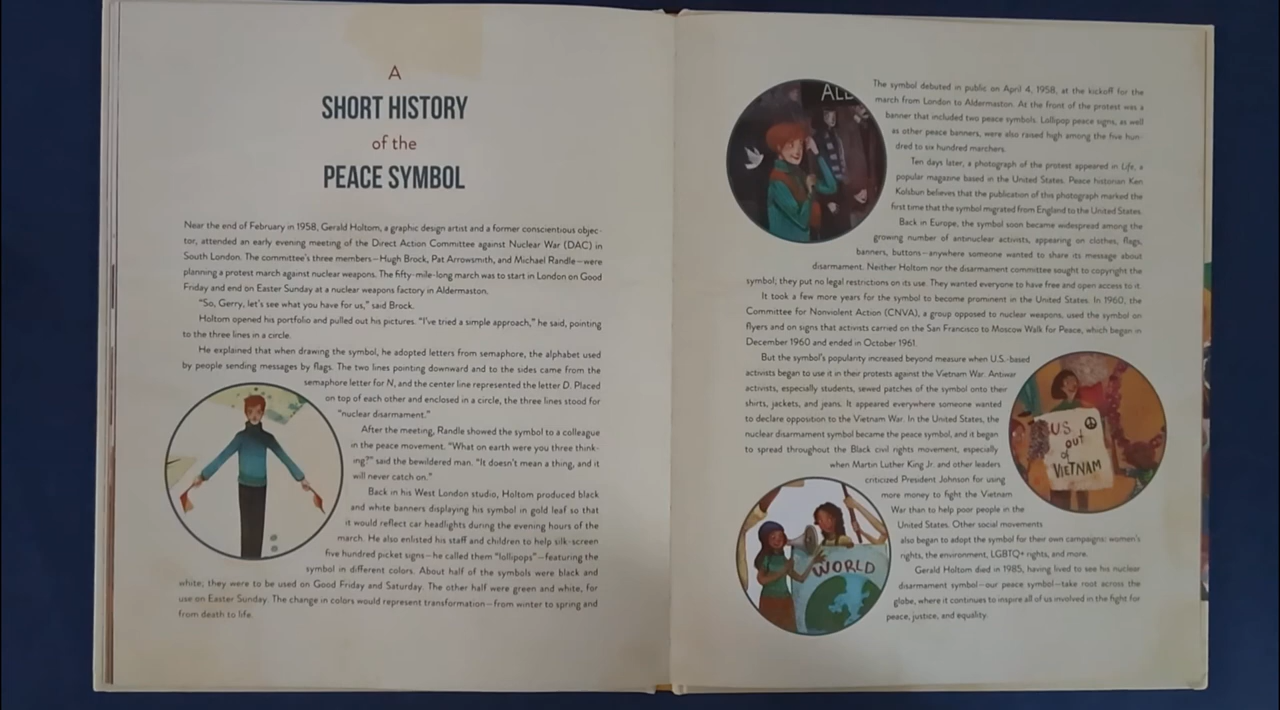 A
SHORT HISTORY
of the
PEACE SYMBOL
Near the end of February in 1958, Gerald Holtom, a graphic design artist and a former conscientious objec-
tor, attended an early evening meeting of the Direct Action Committee against Nuclear War (DAC) in
South London. The committee's three members—Hugh Brock, Pat Arrowsmith, and Michael Randle—were
planning a protest march against nuclear weapons. The fifty-mile-long march was to start in London on Good
Friday and end on Easter Sunday at a nuclear weapons factory in Aldermaston.
"So, Gerry, let's see what you have for us," said Brock.
Holtom opened his portfolio and pulled out his pictures. "I've tried a simple approach," he said, pointing
to the three lines in a circle.
He explained that when drawing the symbol, he adopted letters from semaphore, the alphabet used
by people sending messages by flags. The two lines pointing downward and to the sides came from the
semaphore letter for N, and the center line represented the letter D. Placed
on top of each other and enclosed in a circle, the three lines stood for
"nuclear disarmament."
After the meeting, Randle showed the symbol to a colleague
in the peace movement. "What on earth were you three think-
ing?" said the bewildered man. "It doesn't mean a thing, and it
will never catch on."
Back in his West London studio, Holtom produced black
and white banners displaying his symbol in gold leaf so that
it would reflect car headlights during the evening hours of the
march. He also enlisted his staff and children to help silk-screen
five hundred picket signs—he called them "lollipops"—featuring the
symbol in different colors. About half of the symbols were black and
white; they were to be used on Good Friday and Saturday. The other half were green and white, for
use on Easter Sunday. The change in colors would represent transformation—from winter to spring and
from death to life.
ALD
The symbol debuted in public on April 4, 1958, at the kickoff for the
march from London to Aldermaston. At the front of the protest was a
banner that included two peace symbols. Lollipop peace signs, as well
as other peace banners, were also raised high among the five hun-
dred to six hundred marchers.
Ten days later, a photograph of the protest appeared in Life, a
popular magazine based in the United States. Peace historian Ken
Kolsbun believes that the publication of this photograph marked the
first time that the symbol migrated from England to the United States.
Back in Europe, the symbol soon became widespread among the
growing number of antinuclear activists, appearing on clothes, flags,
banners, buttons—anywhere someone wanted to share its message about
disarmament. Neither Holtom nor the disarmament committee sought to copyright the
symbol; they put no legal restrictions on its use. They wanted everyone to have free and open access to it.
It took a few more years for the symbol to become prominent in the United States. In 1960, the
Committee for Nonviolent Action (CNVA), a group opposed to nuclear weapons, used the symbol on
flyers and on signs that activists carried on the San Francisco to Moscow Walk for Peace, which began in
December 1960 and ended in October 1961.
But the symbol's popularity increased beyond measure when U.S.-based
activists began to use it in their protests against the Vietnam War. Antiwar
activists, especially students, sewed patches of the symbol onto their
shirts, jackets, and jeans. It appeared everywhere someone wanted
to declare opposition to the Vietnam War. In the United States, the
nuclear disarmament symbol became the peace symbol, and it began
to spread throughout the Black civil rights movement, especially
when Martin Luther King Jr. and other leaders
criticized President Johnson for using
more money to fight the Vietnam
War than to help poor people in the
United States. Other social movements
also began to adopt the symbol for their own campaigns: women's
rights, the environment, LGBTQ+ rights, and more.
Gerald Holtom died in 1985, having lived to see his nuclear
disarmament symbol—our peace symbol—take root across the
globe, where it continues to inspire all of us involved in the fight for
peace, justice, and equality.
US
out
of
VIETNAM
WORLD